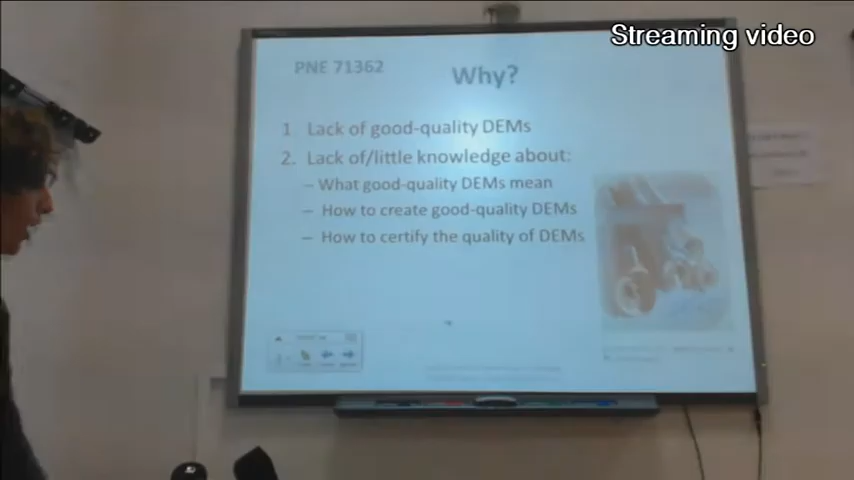 Streaming video
PNE 71362
Why?
1 Lack of good-quality DEMs
2. Lack of/little knowledge about:
– What good-quality DEMs mean
– How to create good-quality DEMs
– How to certify the quality of DEMs